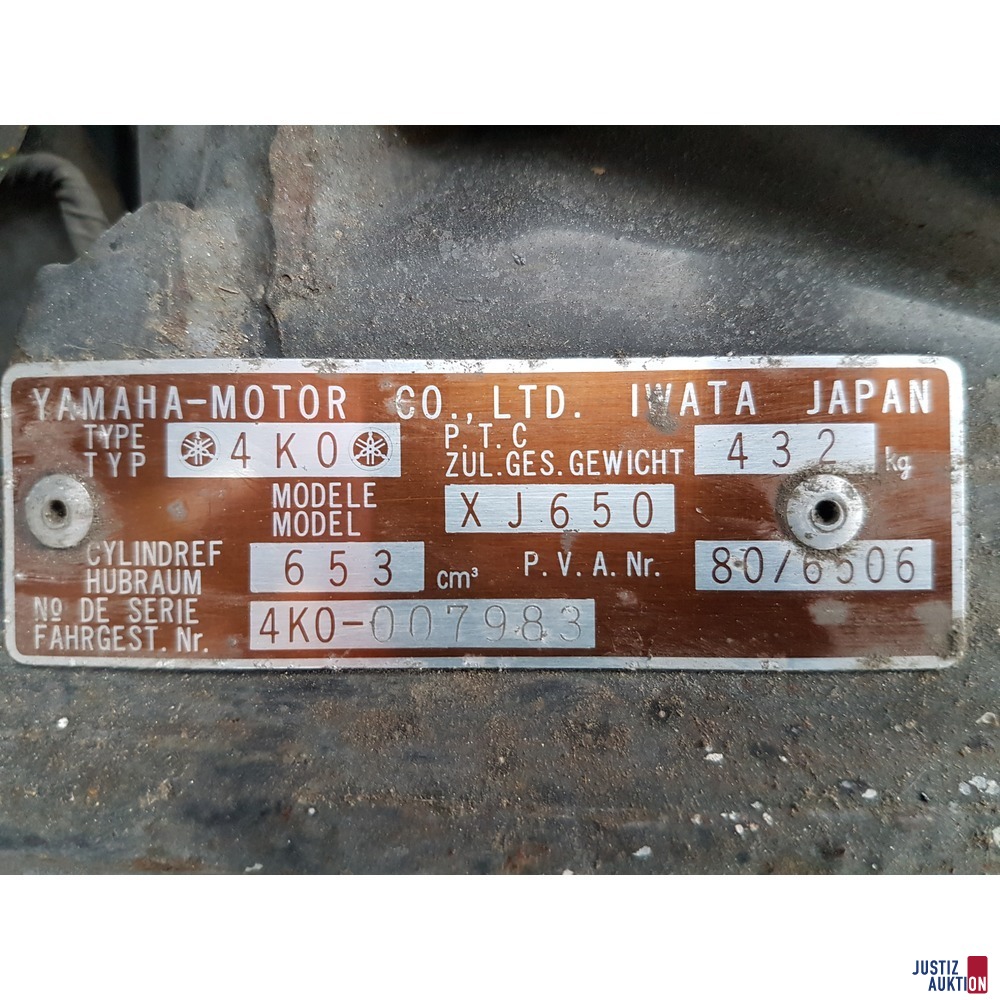 YAMAHA-MOTOR CO., LTD. IWATA JAPAN
TYPE
TYP
4K0
P.T.C
ZUL.GES.GEWICHT
432 kg
MODELE
MODEL
XJ650
CYLINDREF
HUBRAUM
653 cm³
P.V.A.Nr. 80/6506
Nº DE SERIE
FAHRGEST.Nr.
4K0-007983
JUSTIZ
AUKTION